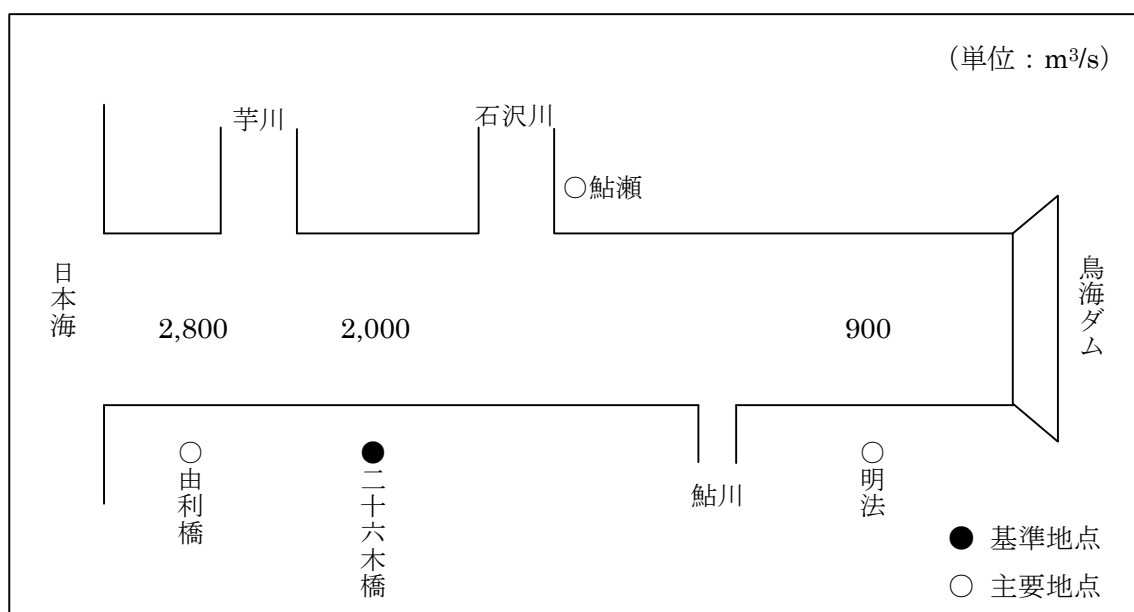 （単位：m³/s）
芋川
石沢川
○鮎瀬
日本海
2,800
2,000
900
鳥海ダム
○由利橋
●二十六木橋
鮎川
○明法
● 基準地点
○ 主要地点